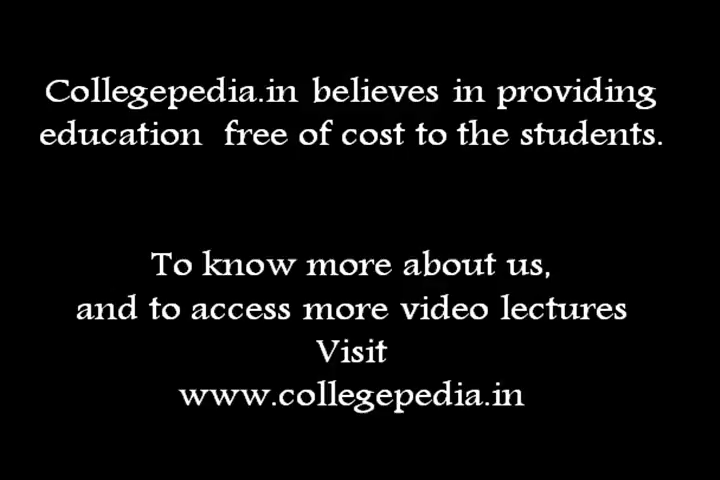 Collegepedia.in believes in providing
education free of cost to the students.
To know more about us,
and to access more video lectures
Visit
www.collegepedia.in